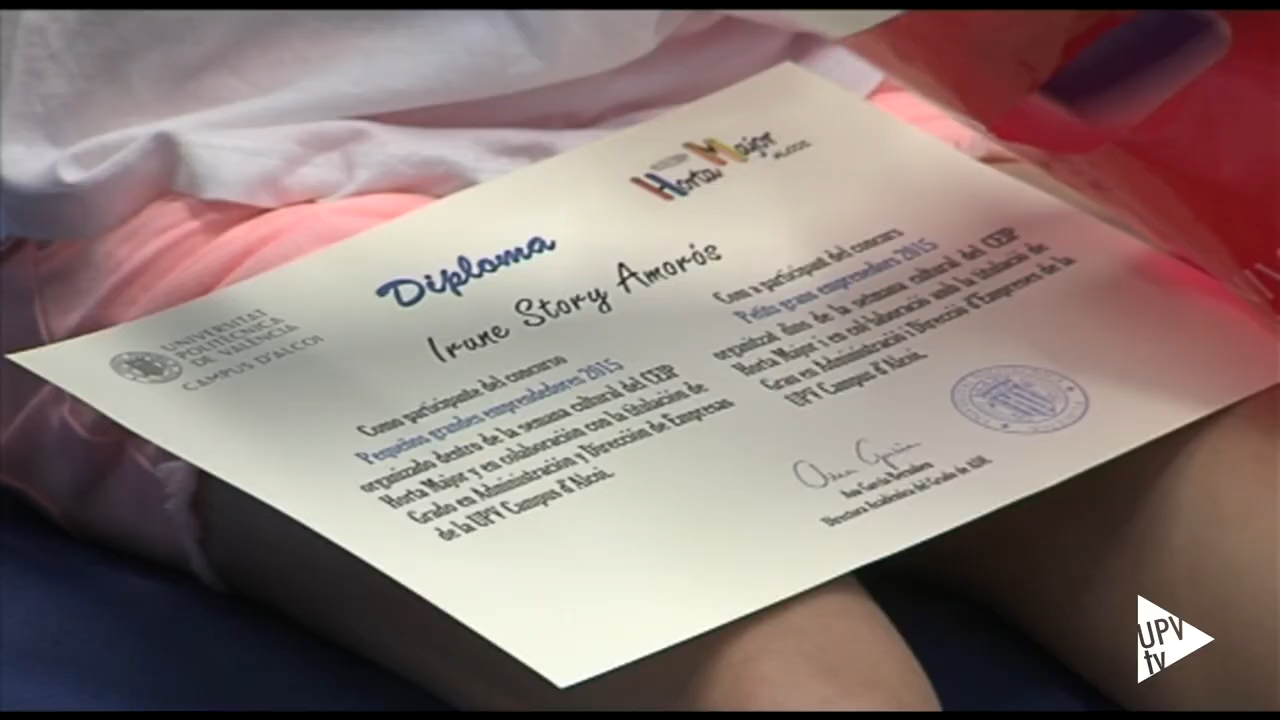 UNIVERSITAT
POLITÈCNICA
DE VALÈNCIA
CAMPUS D'ALCOI
Horta Major
ALCOI
Diploma
Irune Story Amorós
Como participante del concurso
Pequeños grandes emprendedores 2015
organizado dentro de la semana cultural del CEIP
Horta Major y en colaboración con la titulación de
Grado en Administración y Dirección de Empresas
de la UPV Campus d'Alcoi.
Com a participant del concurs
Petits grans emprenedors 2015
organitzat dins de la semana cultural del CEIP
Horta Major i en col·laboració amb la titulació de
Grau en Administració i Direcció d'Empreses de la
UPV Campus d'Alcoi.
Ana García
Directora Académica del Grado de ADE
UPV
tv